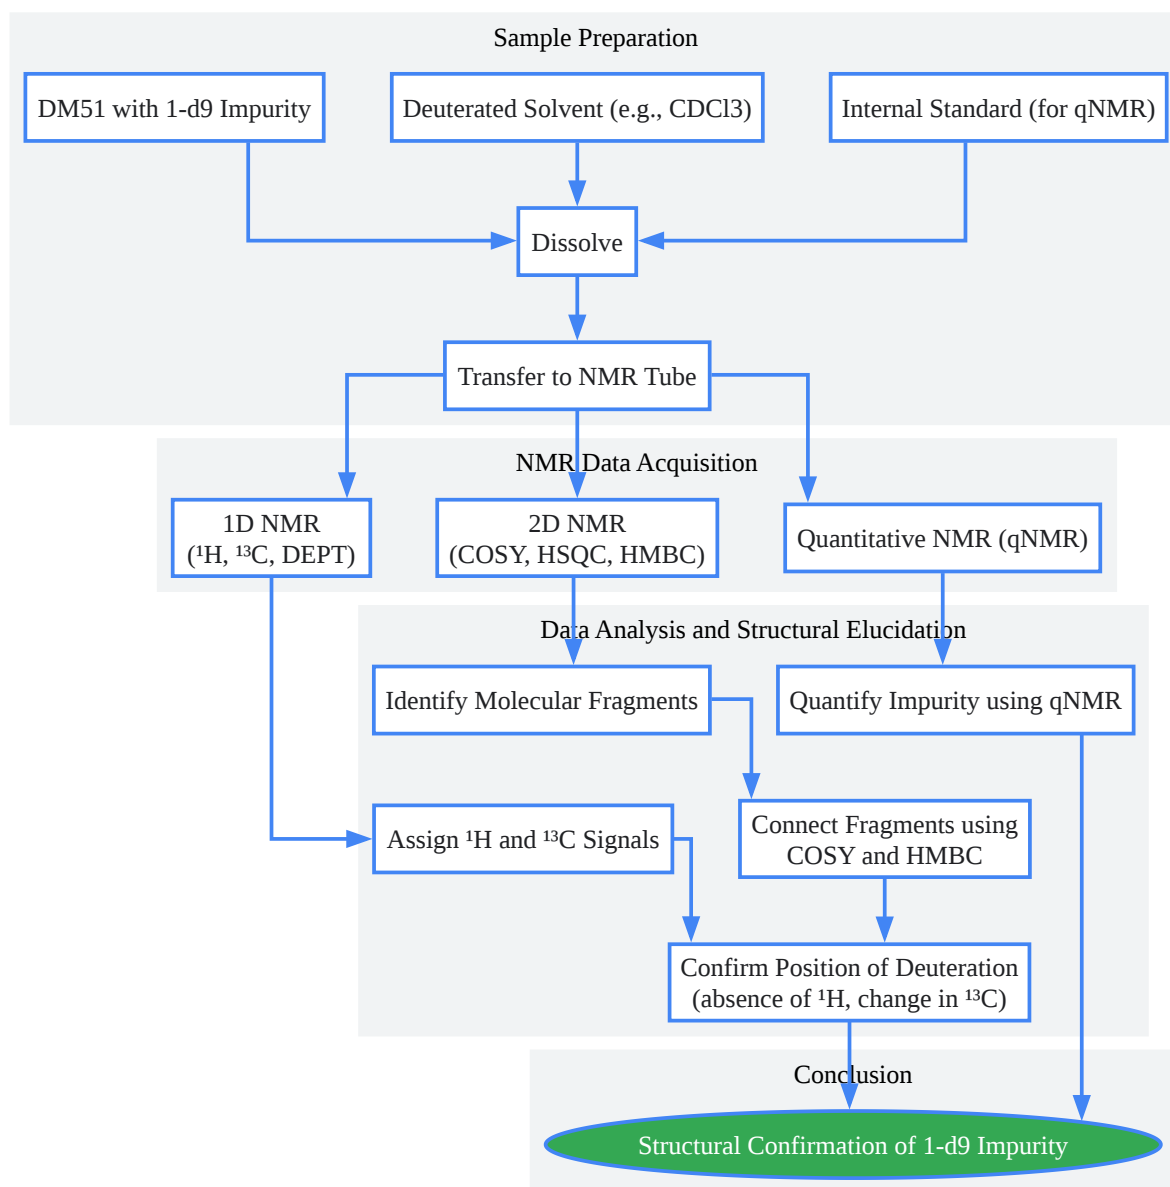 Sample Preparation
DM51 with 1-d9 Impurity
Deuterated Solvent (e.g., CDCl3)
Internal Standard (for qNMR)
Dissolve
Transfer to NMR Tube
NMR Data Acquisition
1D NMR
(¹H, ¹³C, DEPT)
2D NMR
(COSY, HSQC, HMBC)
Quantitative NMR (qNMR)
Data Analysis and Structural Elucidation
Identify Molecular Fragments
Quantify Impurity using qNMR
Assign ¹H and ¹³C Signals
Connect Fragments using
COSY and HMBC
Confirm Position of Deuteration
(absence of ¹H, change in ¹³C)
Conclusion
Structural Confirmation of 1-d9 Impurity